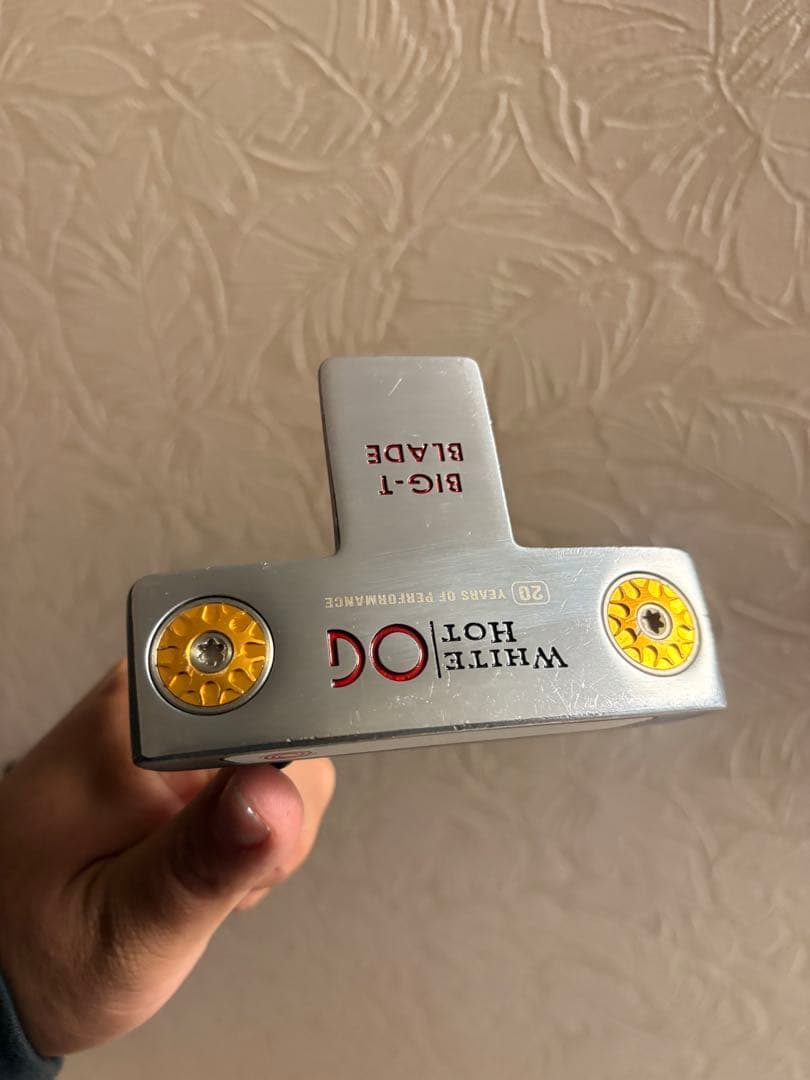 WHITE
HOT
OG
20 YEARS OF PERFORMANCE
BIG-T
BLADE